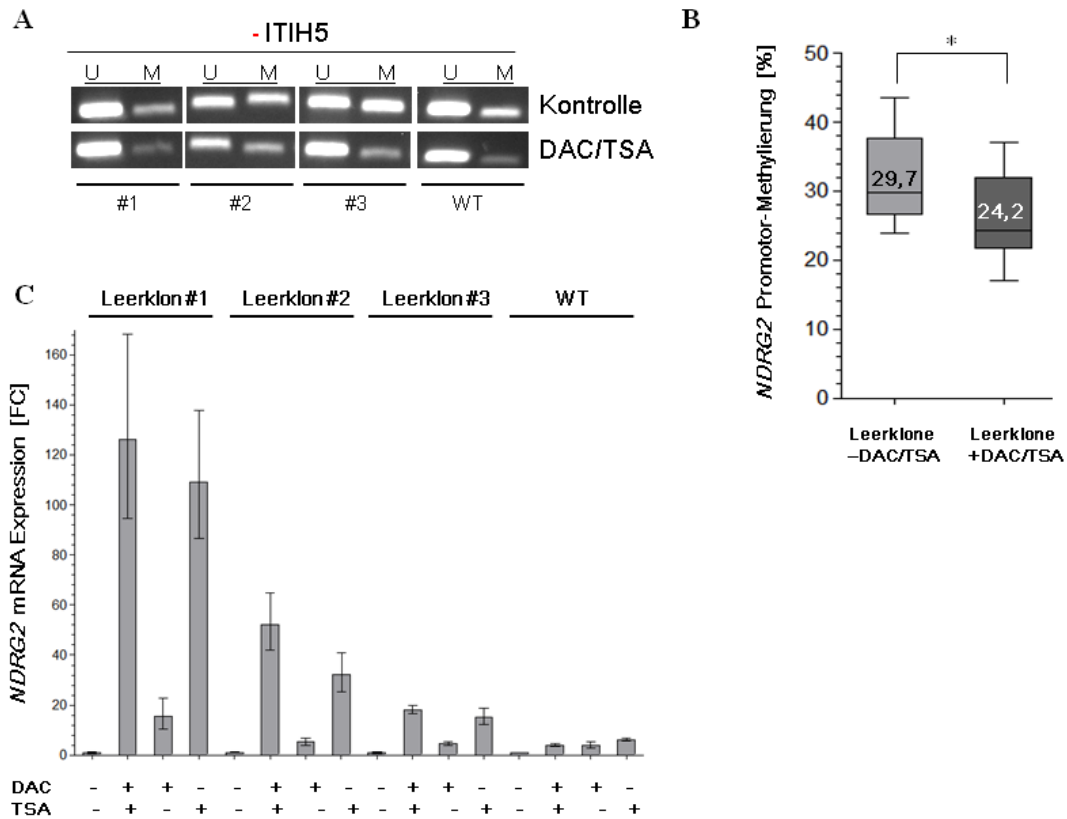 A
- ITIH5
U M U M U M U M
Kontrolle
DAC/TSA
#1 #2 #3 WT
B
*
NDRG2 Promotor-Methylierung [%]
50
40
30
20
10
0
29,7
24,2
Leerklone
–DAC/TSA
Leerklone
+DAC/TSA
C
Leerklon #1 Leerklon #2 Leerklon #3 WT
NDRG2 mRNA Expression [FC]
160
140
120
100
80
60
40
20
0
DAC - + + - - + + - - + + - - + + -
TSA - + - + - + - + - + - + - + - +